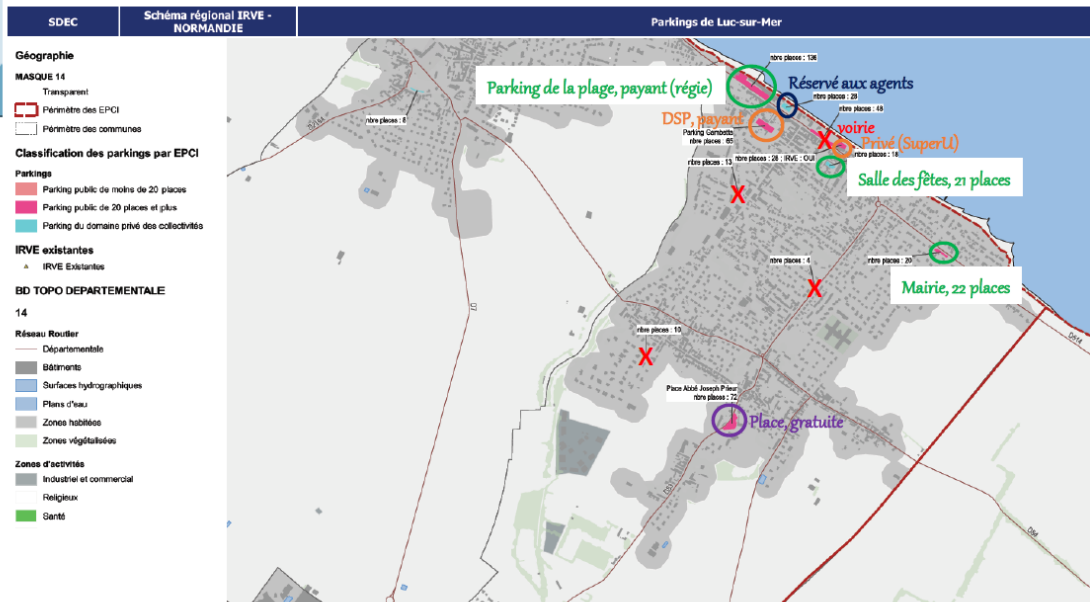 SDEC
Schéma régional IRVE -
NORMANDIE
Parkings de Luc-sur-Mer
Géographie
MASQUE 14
Transparent
Périmètre des EPCI
Périmètre des communes
Classification des parkings par EPCI
Parkings
Parking public de moins de 20 places
Parking public de 20 places et plus
Parking du domaine privé des collectivités
IRVE existantes
IRVE Existantes
BD TOPO DEPARTEMENTALE
14
Réseau Routier
Départementale
Bâtiments
Surfaces hydrographiques
Plans d'eau
Zones habitées
Zones végétalisées
Zones d'activités
Industriel et commercial
Religieux
Santé
nbre places : 136
Parking de la plage, payant (régie)
Réservé aux agents
nbre places : 28
nbre places : 48
nbre places : 6
DSP, payant
X voirie
Parking Gambetta
nbre places : 65
Privé (SuperU)
nbre places : 18
nbre places : 28 ; IRVE : OUI
nbre places : 13
Salle des fêtes, 21 places
X
nbre places : 4
nbre places : 20
X
Mairie, 22 places
D7
nbre places : 10
X
D514
Place Abbé Joseph Prieur
nbre places : 72
Place, gratuite